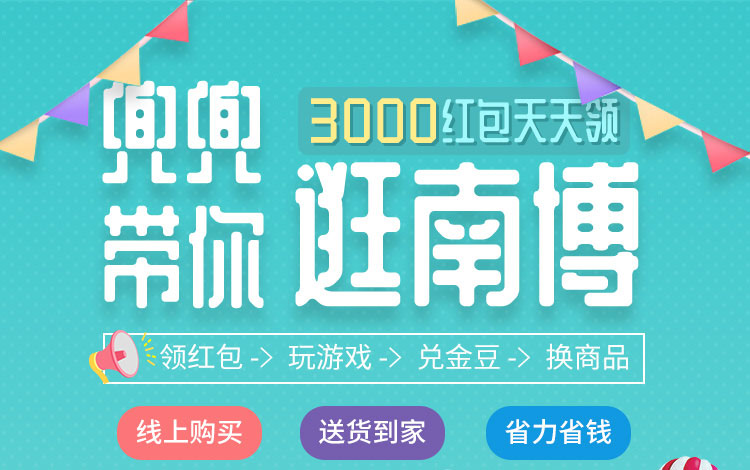 兜兜
3000红包天天领
带你
逛南博
领红包 -> 玩游戏 -> 兑金豆 -> 换商品
线上购买
送货到家
省力省钱